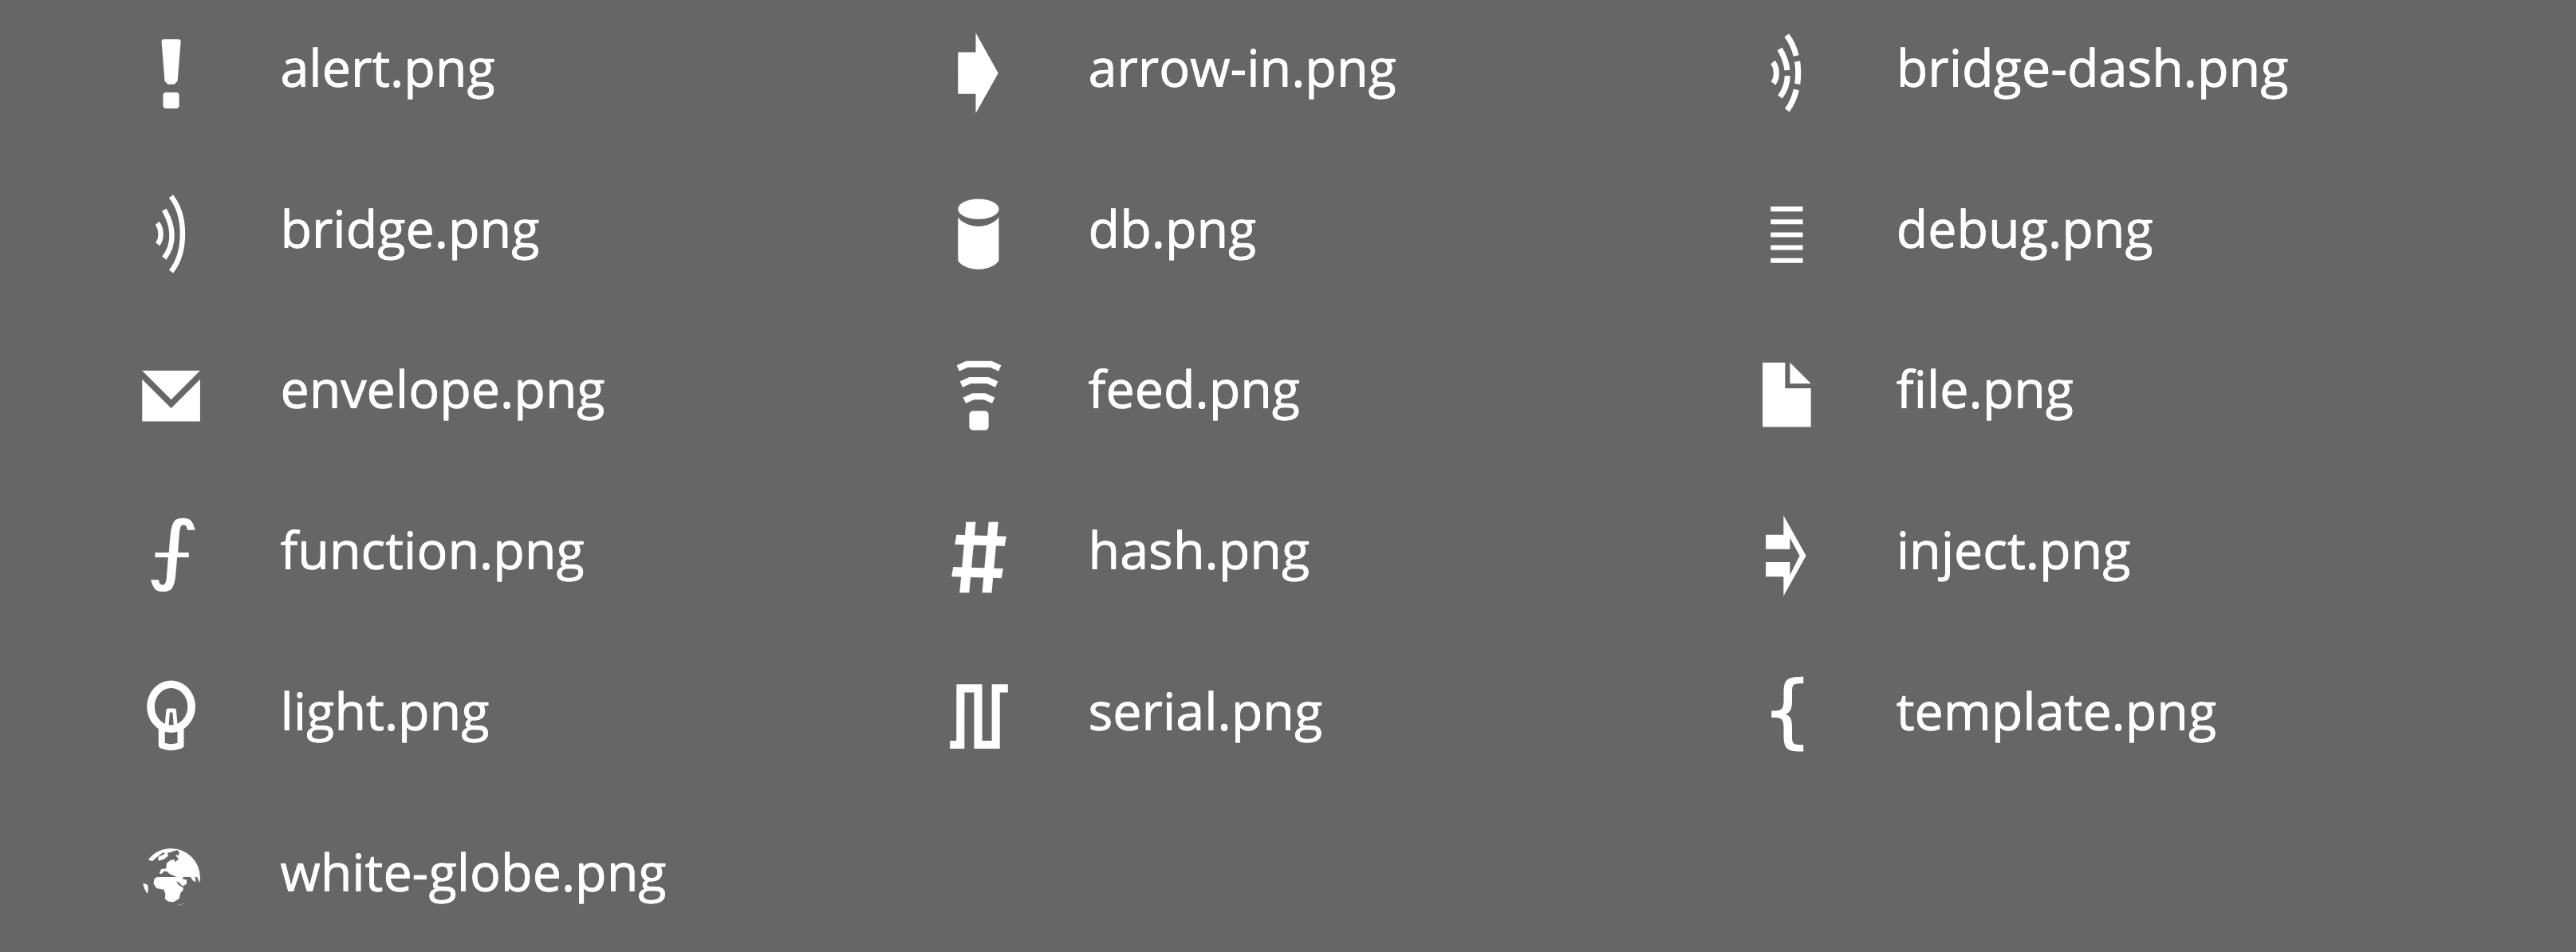 alert.png
arrow-in.png
bridge-dash.png
bridge.png
db.png
debug.png
envelope.png
feed.png
file.png
function.png
hash.png
inject.png
light.png
serial.png
template.png
white-globe.png